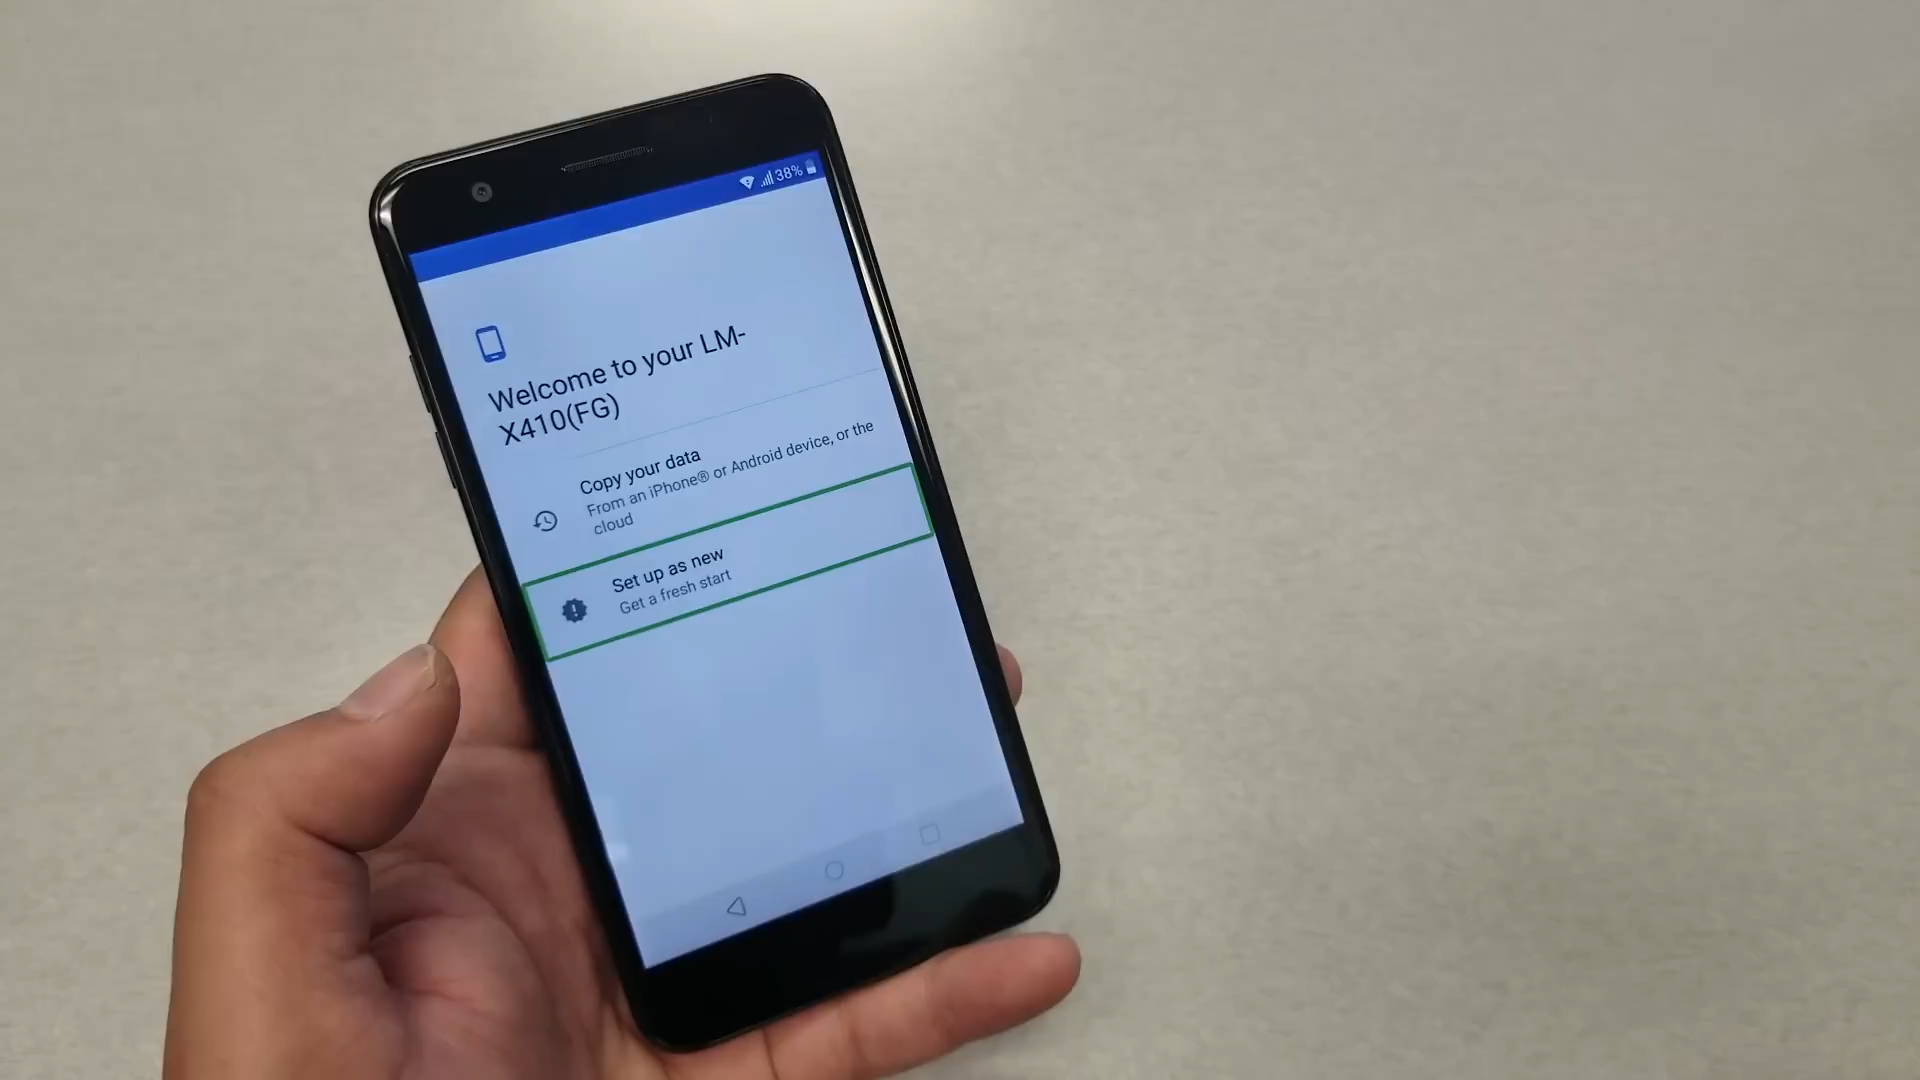 38%
Welcome to your LM-
X410(FG)
Copy your data
From an iPhone® or Android device, or the
cloud
Set up as new
Get a fresh start